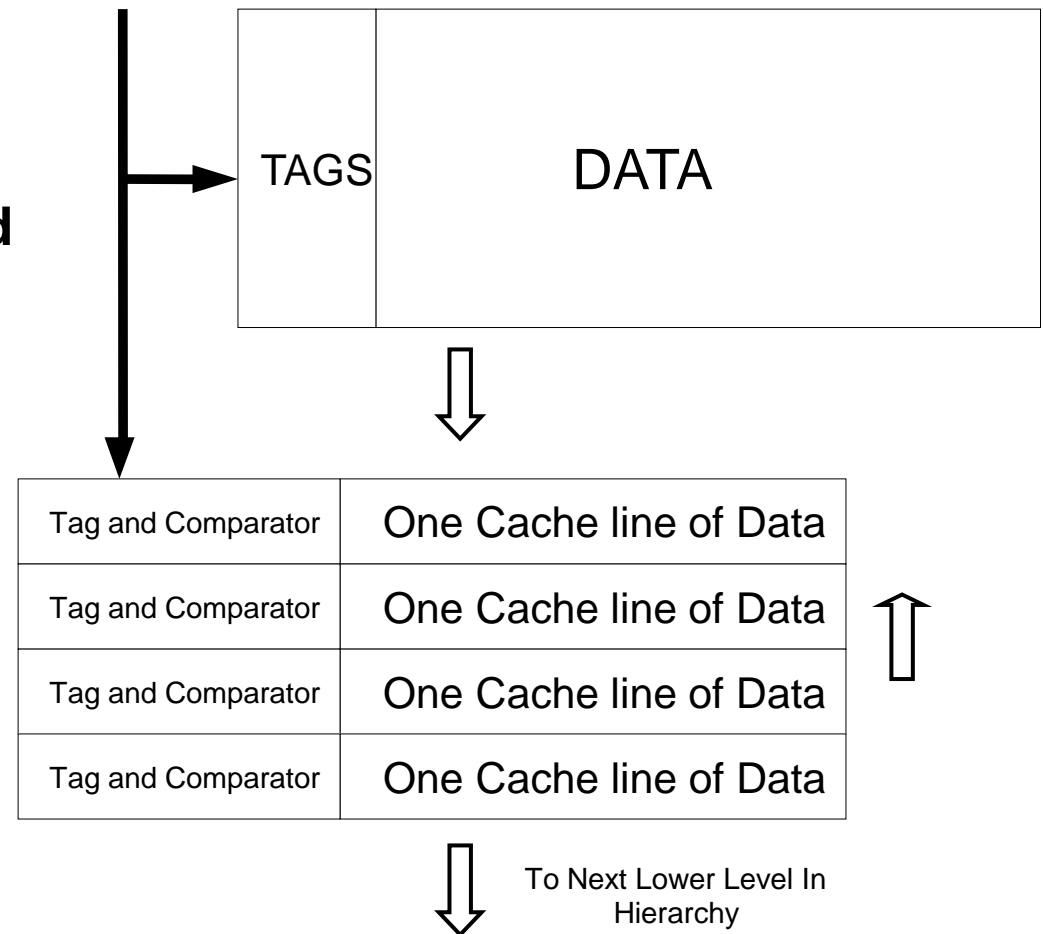 TAGS
DATA
d
Tag and Comparator
One Cache line of Data
Tag and Comparator
One Cache line of Data
Tag and Comparator
One Cache line of Data
Tag and Comparator
One Cache line of Data
To Next Lower Level In
Hierarchy